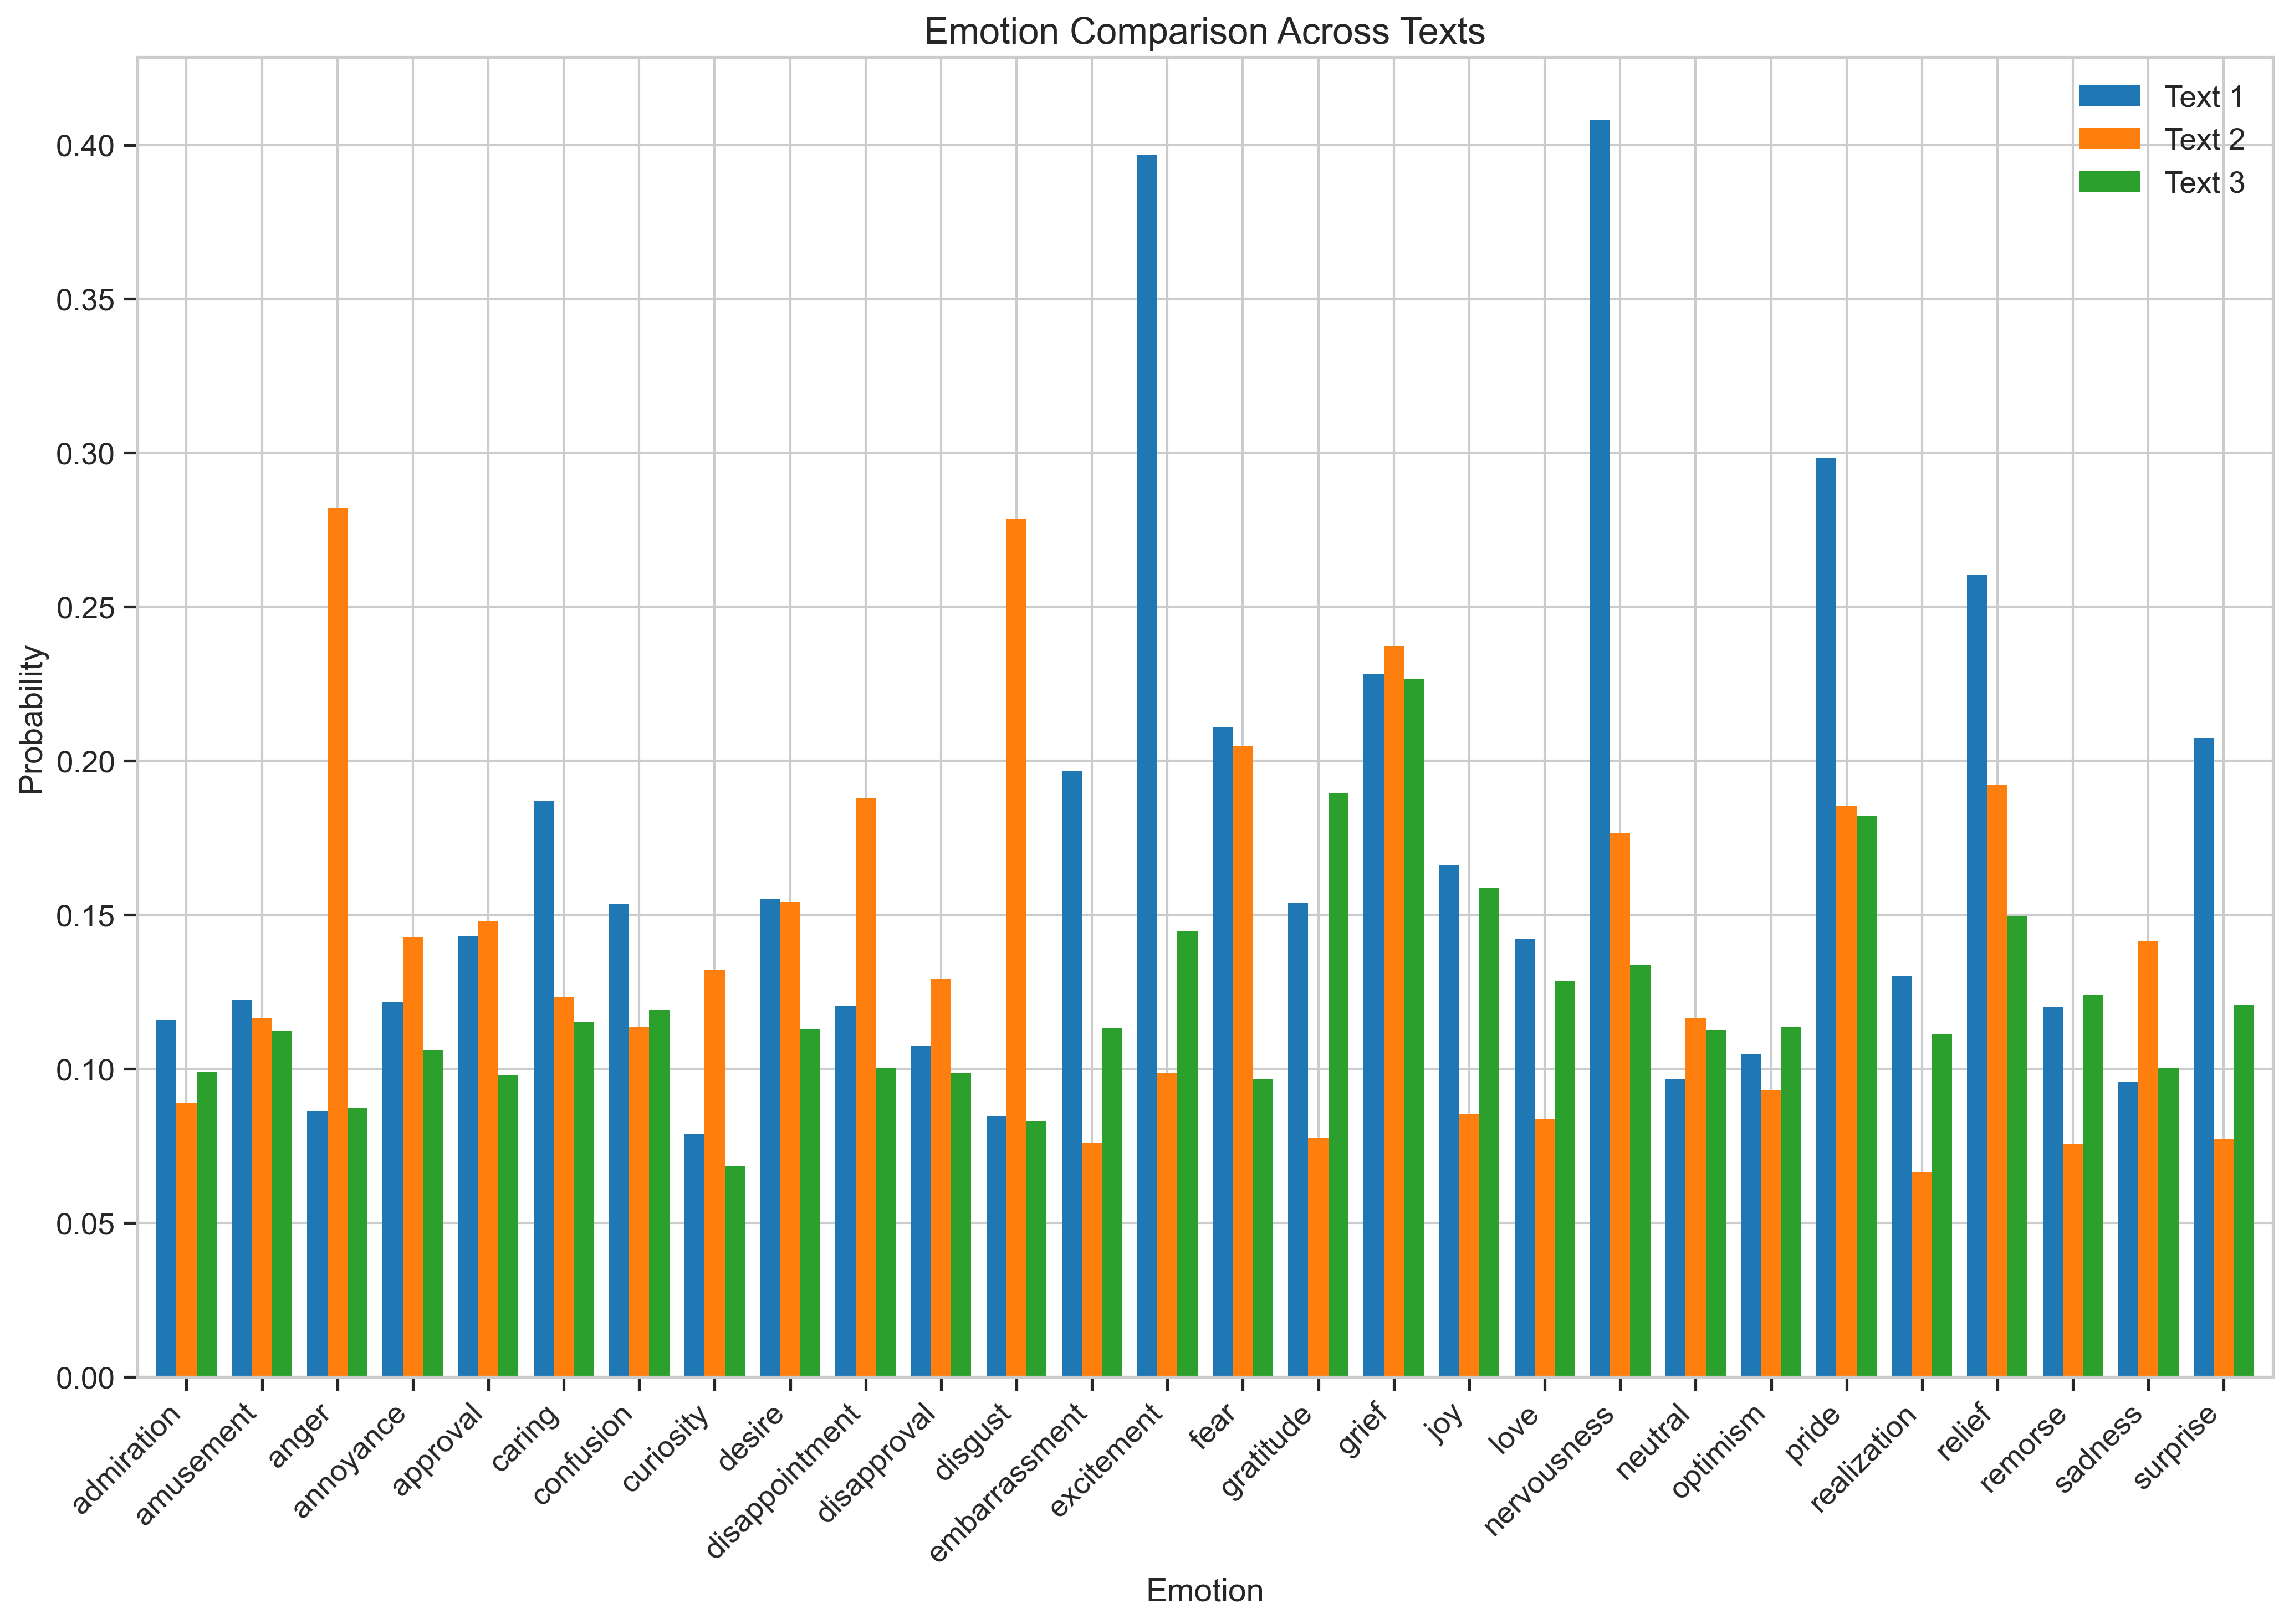 Emotion Comparison Across Texts
Text 1
Text 2
Text 3
Probability
0.40
0.35
0.30
0.25
0.20
0.15
0.10
0.05
0.00
admiration
amusement
anger
annoyance
approval
caring
confusion
curiosity
desire
disappointment
disapproval
disgust
embarrassment
excitement
fear
gratitude
grief
joy
love
nervousness
neutral
optimism
pride
realization
relief
remorse
sadness
surprise
Emotion